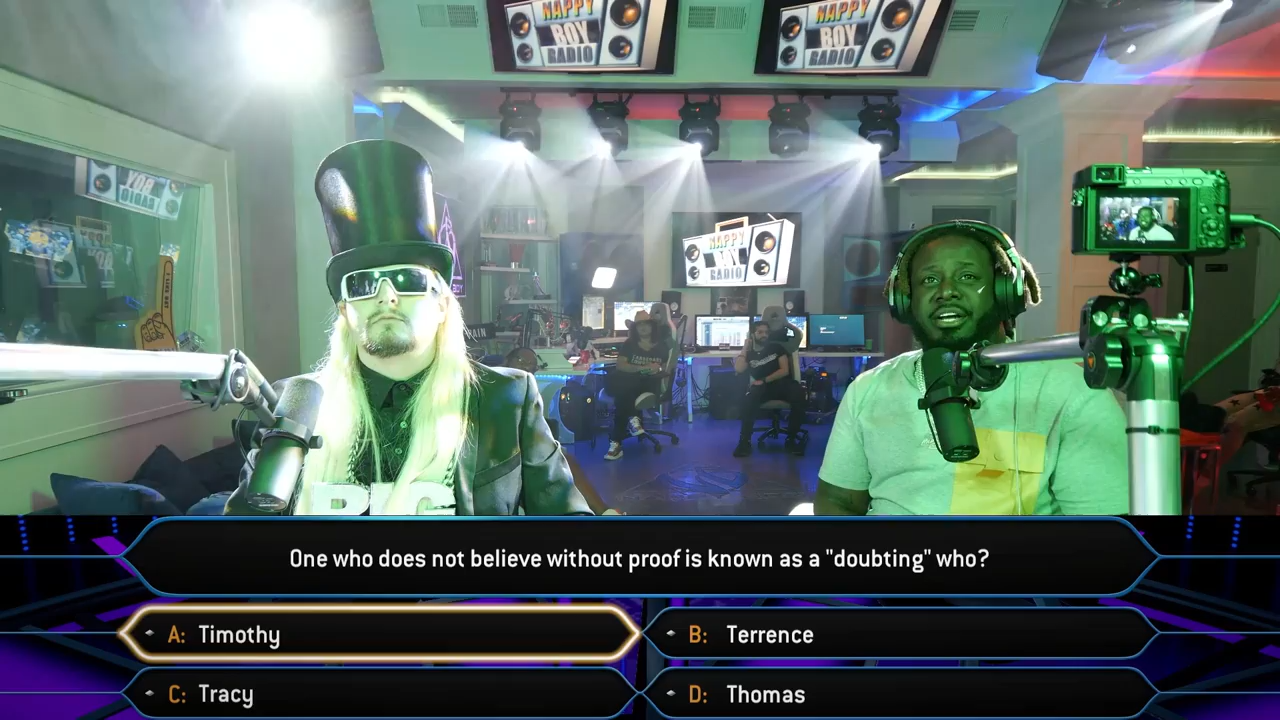 NAPPY
BOY
RADIO
NAPPY
BOY
RADIO
NAPPY
RADIO
One who does not believe without proof is known as a "doubting" who?
A: Timothy
B: Terrence
C: Tracy
D: Thomas